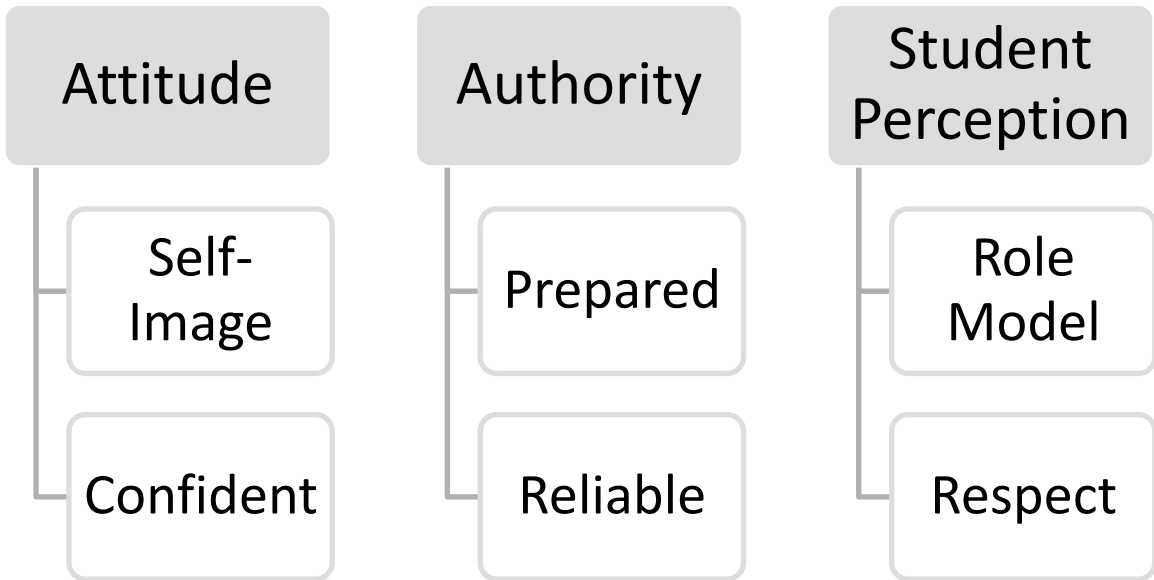 Attitude
Self-
Image
Confident
Authority
Prepared
Reliable
Student
Perception
Role
Model
Respect